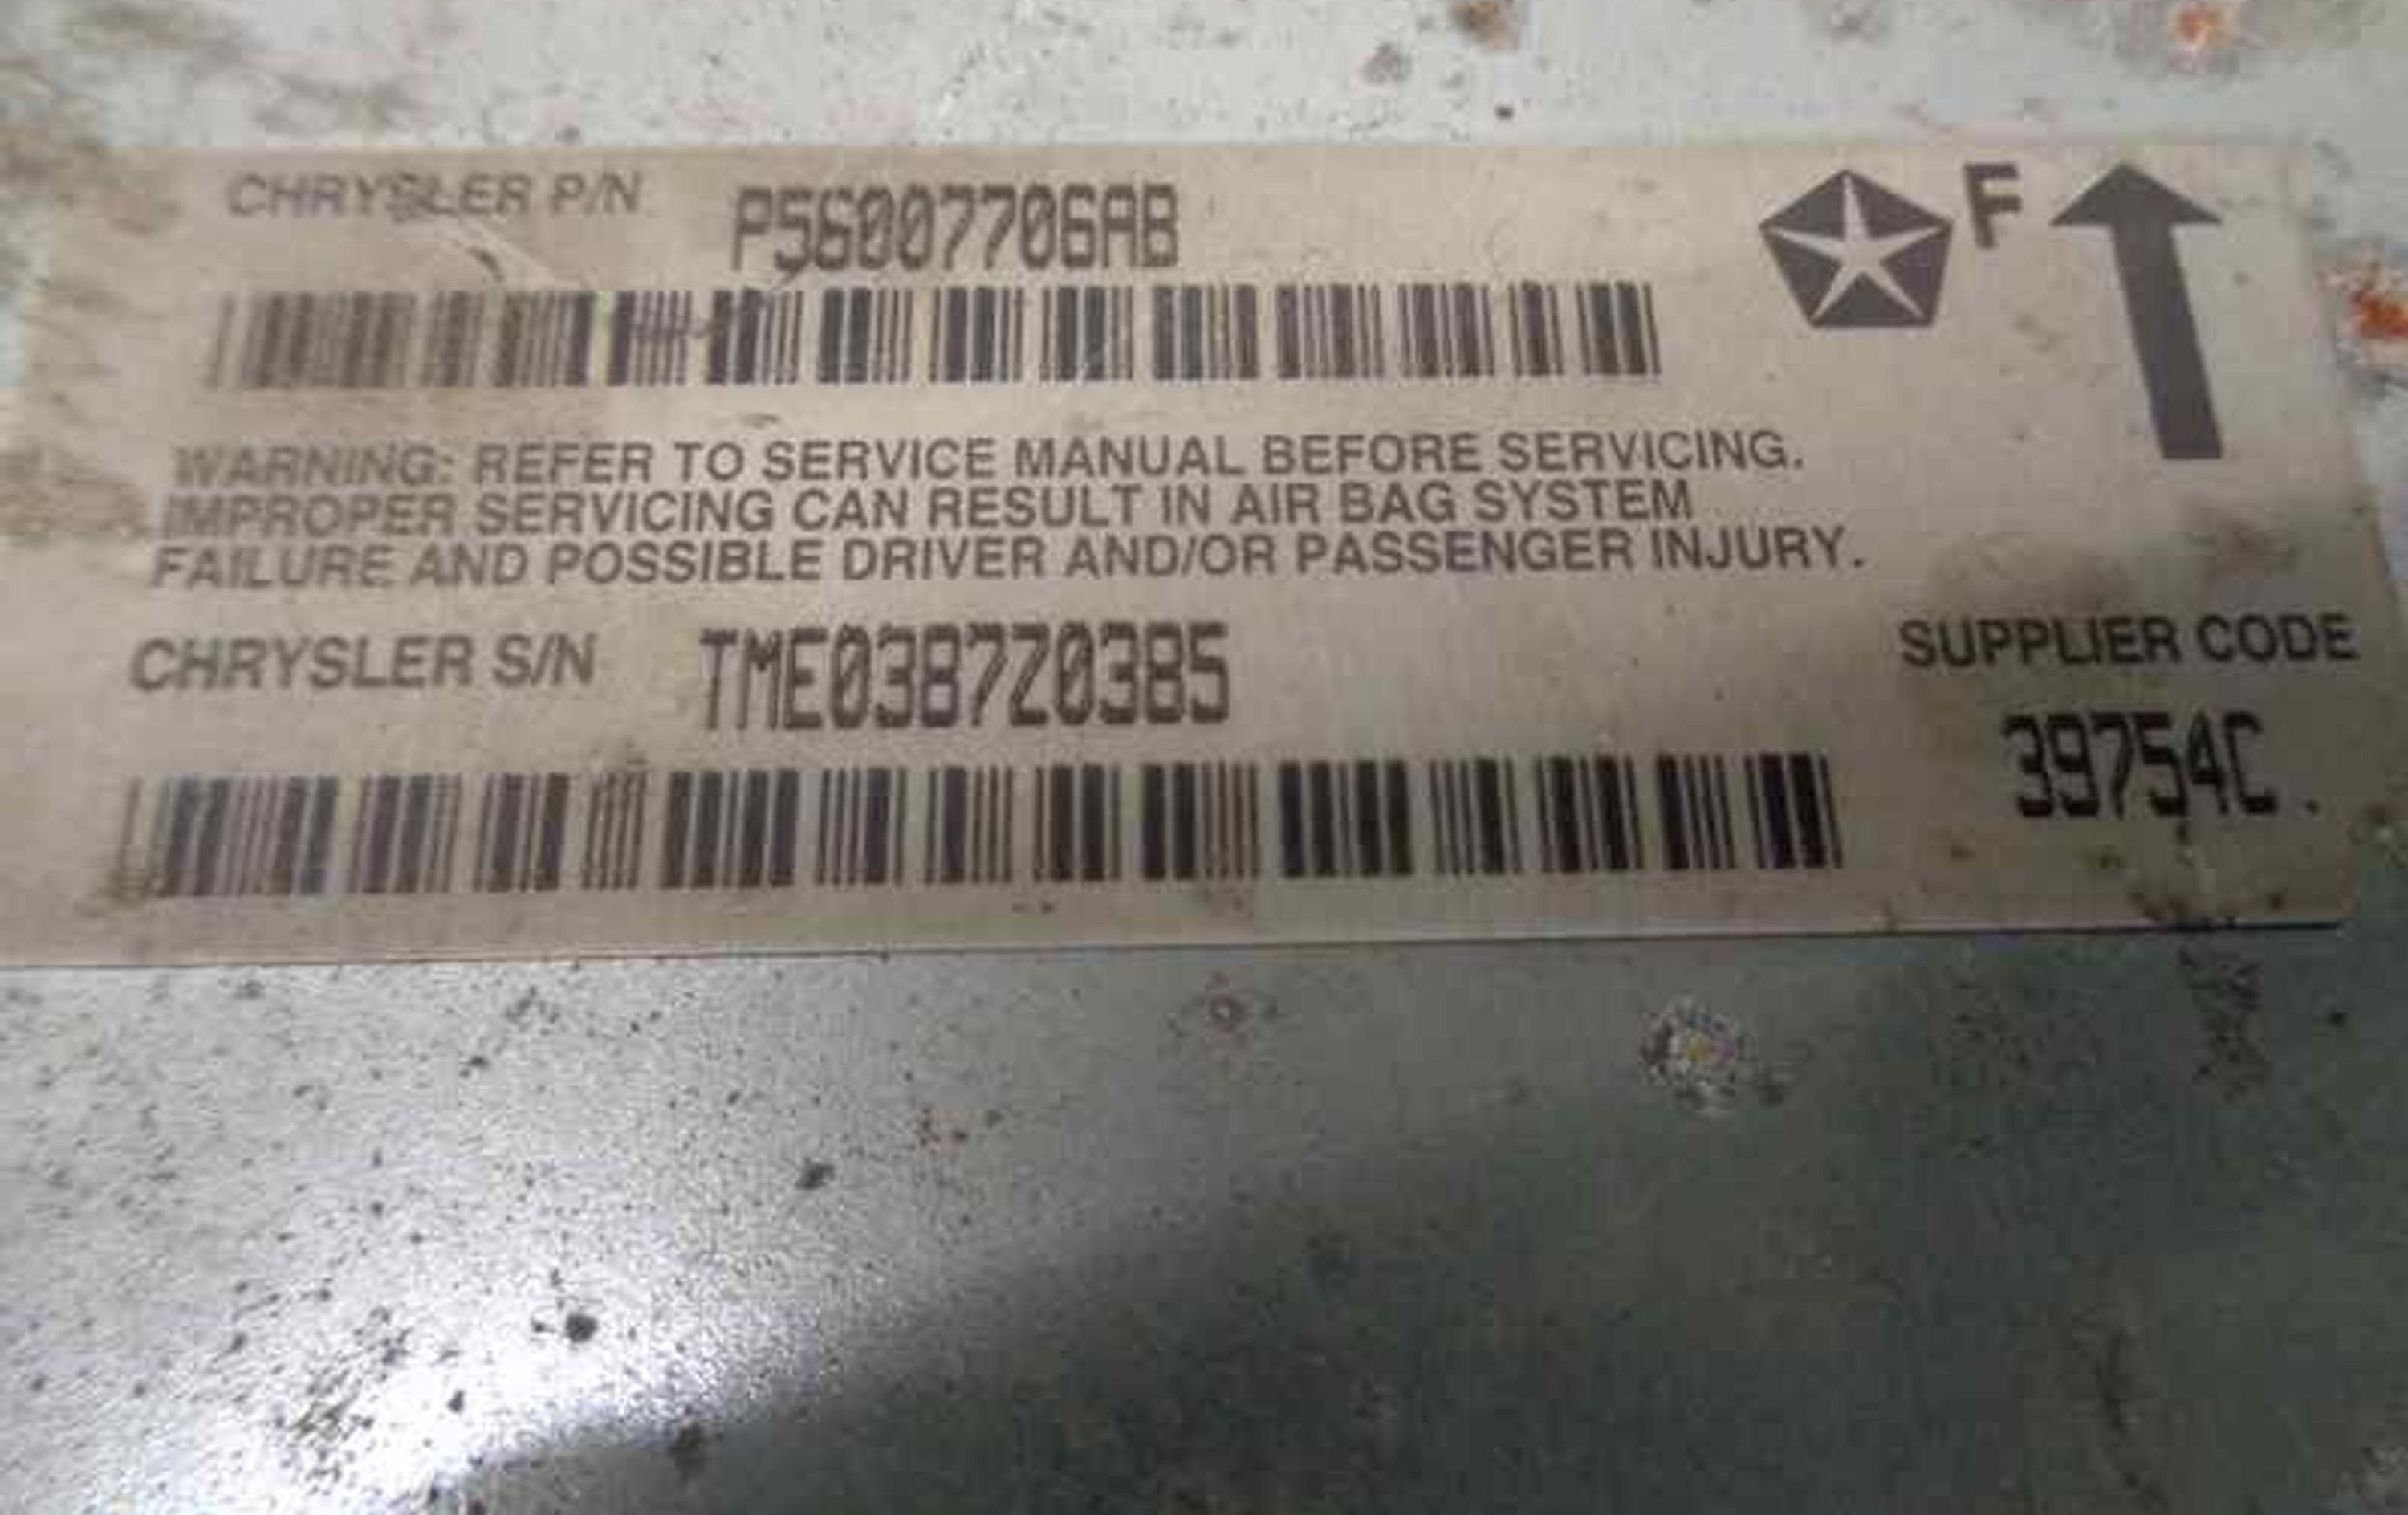 CHRYSLER P/N P56007706AB
F
WARNING: REFER TO SERVICE MANUAL BEFORE SERVICING.
IMPROPER SERVICING CAN RESULT IN AIR BAG SYSTEM
FAILURE AND POSSIBLE DRIVER AND/OR PASSENGER INJURY.
CHRYSLER S/N TME0387Z0385
SUPPLIER CODE
39754C.